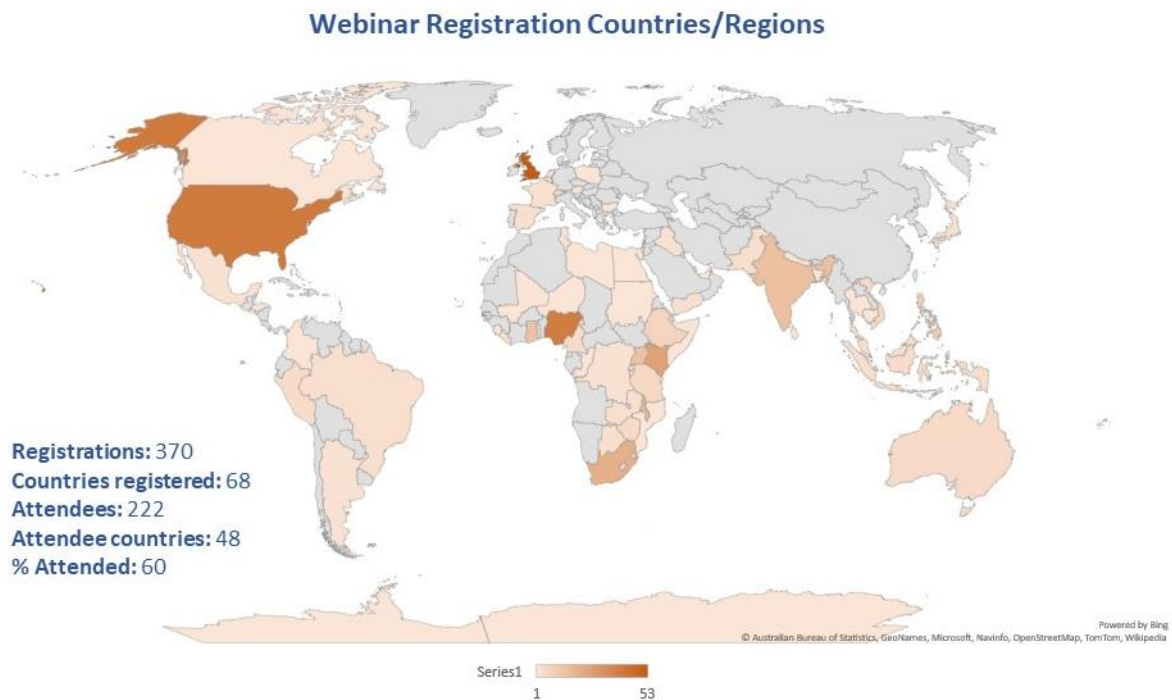 Webinar Registration Countries/Regions
Registrations: 370
Countries registered: 68
Attendees: 222
Attendee countries: 48
% Attended: 60
Powered by Bing
© Australian Bureau of Statistics, GeoNames, Microsoft, Navinfo, OpenStreetMap, TomTom, Wikipedia
Series1
1 53